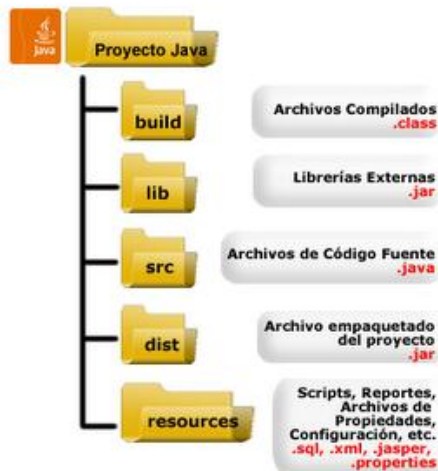 Java
Proyecto Java
build
Archivos Compilados
.class
lib
Librerías Externas
.jar
src
Archivos de Código Fuente
.java
dist
Archivo empaquetado
del proyecto
.jar
resources
Scripts, Reportes,
Archivos de
Propiedades,
Configuración, etc.
.sql, .xml, .jasper,
.properties